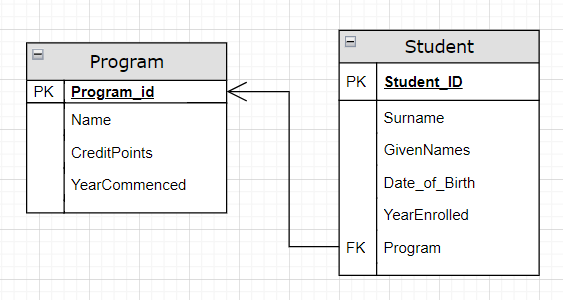 Program
PK Program_id
Name
CreditPoints
YearCommenced
Student
PK Student_ID
Surname
GivenNames
Date_of_Birth
YearEnrolled
FK Program